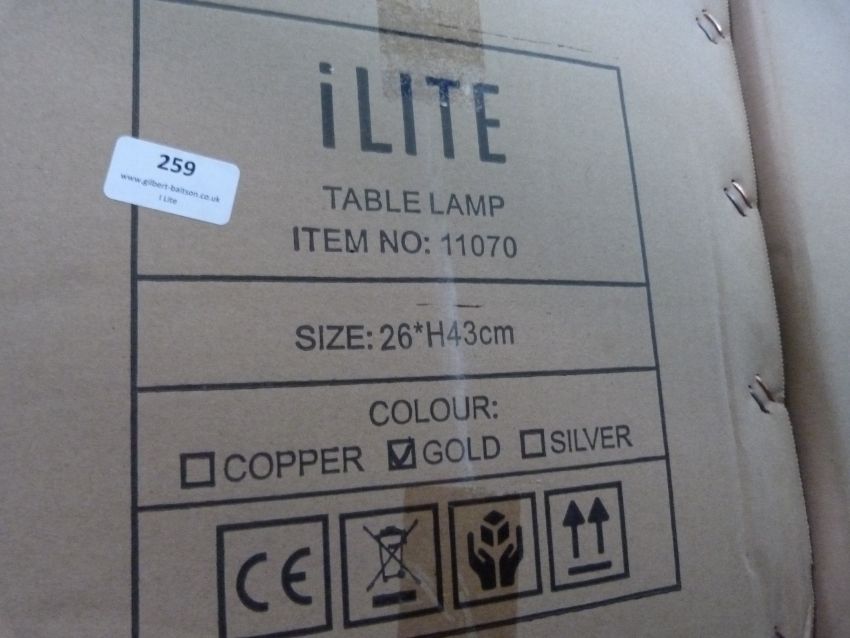 iLITE
259
www.gilbert-baitson.co.uk
I Lite
TABLE LAMP
ITEM NO: 11070
SIZE: 26*H43cm
COLOUR:
COPPER GOLD SILVER
CE